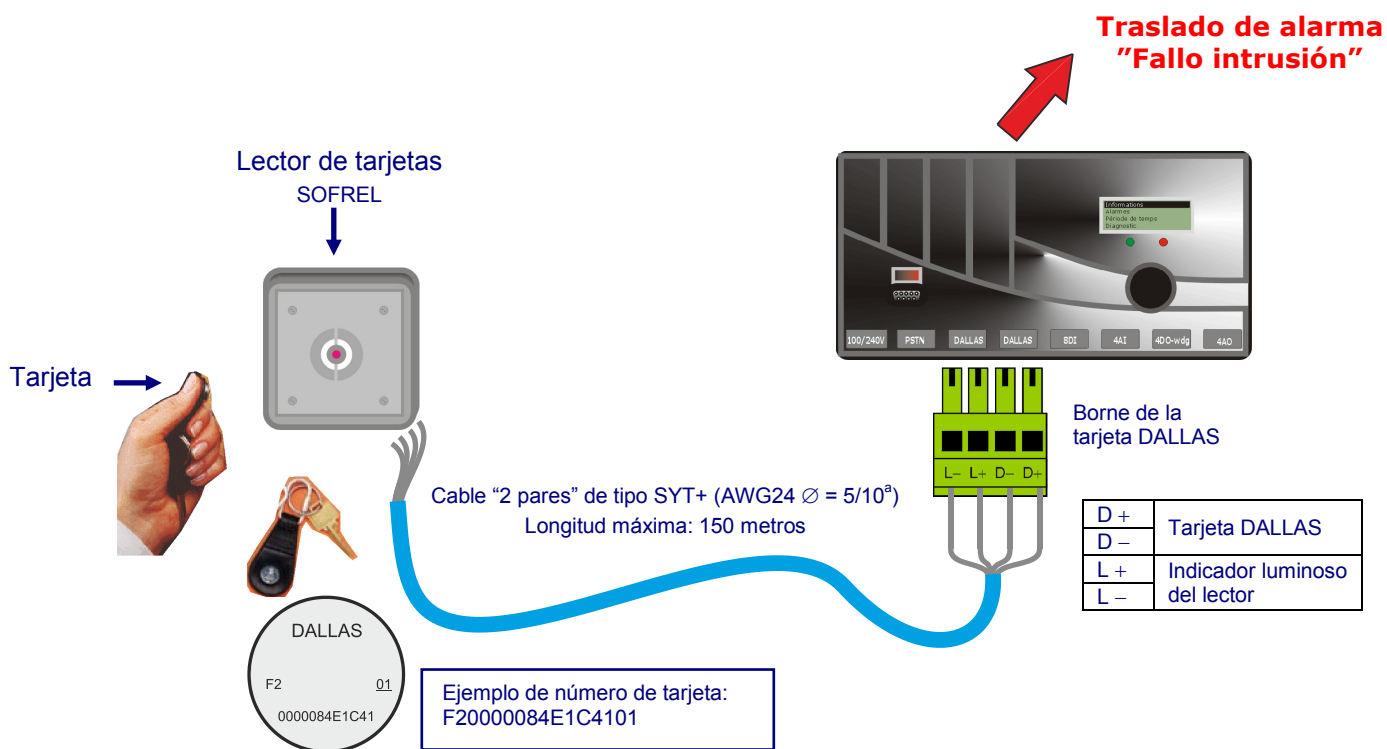 Traslado de alarma
”Fallo intrusión”
Lector de tarjetas
SOFREL
Informations
Alarmes
Période de temps
Diagnostic
100/240V PSTN DALLAS DALLAS 8DI 4AI 4DO-wdg 4AO
Tarjeta
Borne de la
tarjeta DALLAS
L− L+ D− D+
Cable “2 pares” de tipo SYT+ (AWG24 ∅ = 5/10ª)
Longitud máxima: 150 metros
D +
D −
Tarjeta DALLAS
L +
L −
Indicador luminoso
del lector
DALLAS
F2 01
0000084E1C41
Ejemplo de número de tarjeta:
F20000084E1C4101